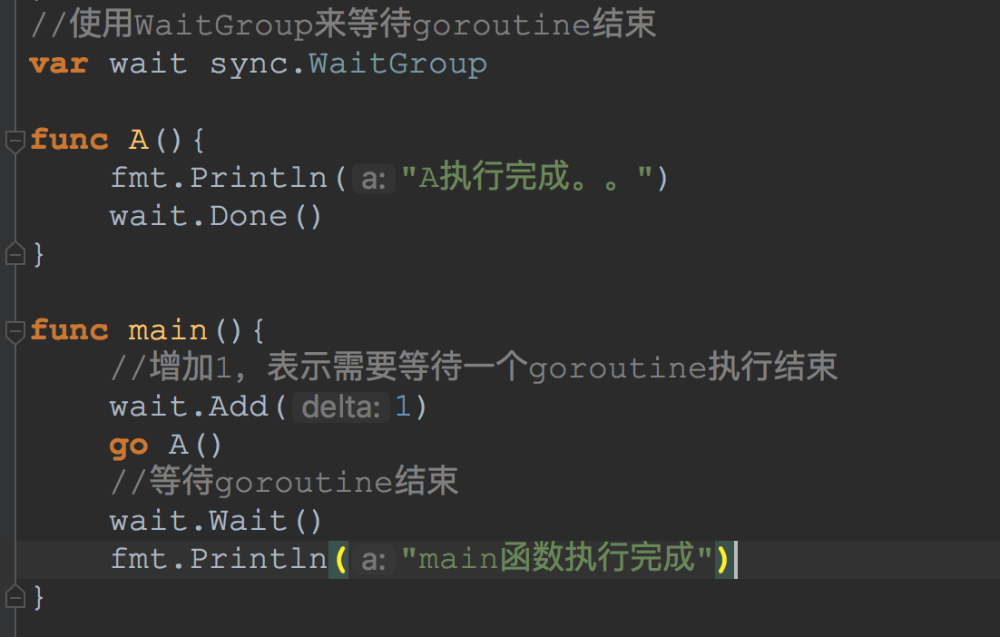 //使用WaitGroup来等待goroutine结束
var wait sync.WaitGroup
func A(){
fmt.Println( a: "A执行完成。。")
wait.Done()
}
func main(){
//增加1，表示需要等待一个goroutine执行结束
wait.Add( delta: 1)
go A()
//等待goroutine结束
wait.Wait()
fmt.Println( a: "main函数执行完成")
}